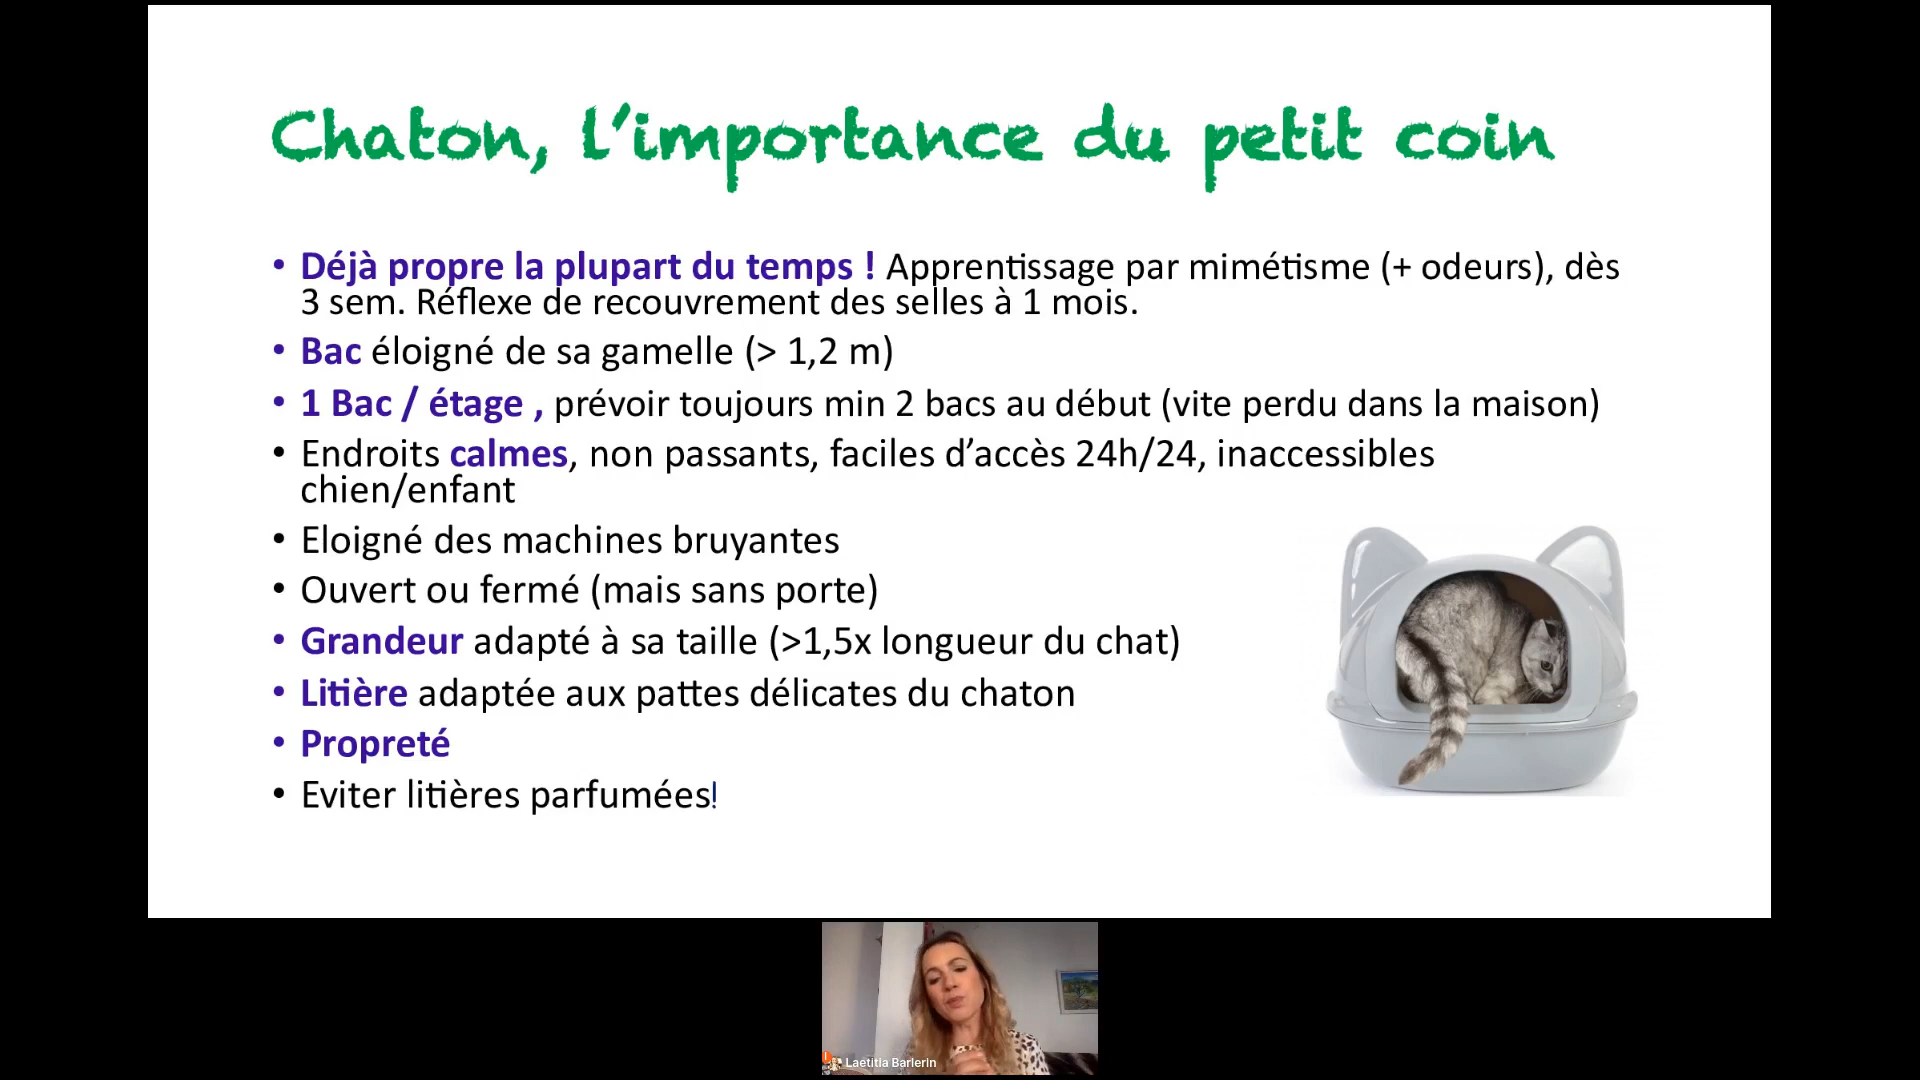 Chaton, l’importance du petit coin
• Déjà propre la plupart du temps ! Apprentissage par mimétisme (+ odeurs), dès
3 sem. Réflexe de recouvrement des selles à 1 mois.
• Bac éloigné de sa gamelle (> 1,2 m)
• 1 Bac / étage , prévoir toujours min 2 bacs au début (vite perdu dans la maison)
• Endroits calmes, non passants, faciles d’accès 24h/24, inaccessibles
chien/enfant
• Eloigné des machines bruyantes
• Ouvert ou fermé (mais sans porte)
• Grandeur adapté à sa taille (>1,5x longueur du chat)
• Litière adaptée aux pattes délicates du chaton
• Propreté
• Eviter litières parfumées!
Laetitia Barlerin